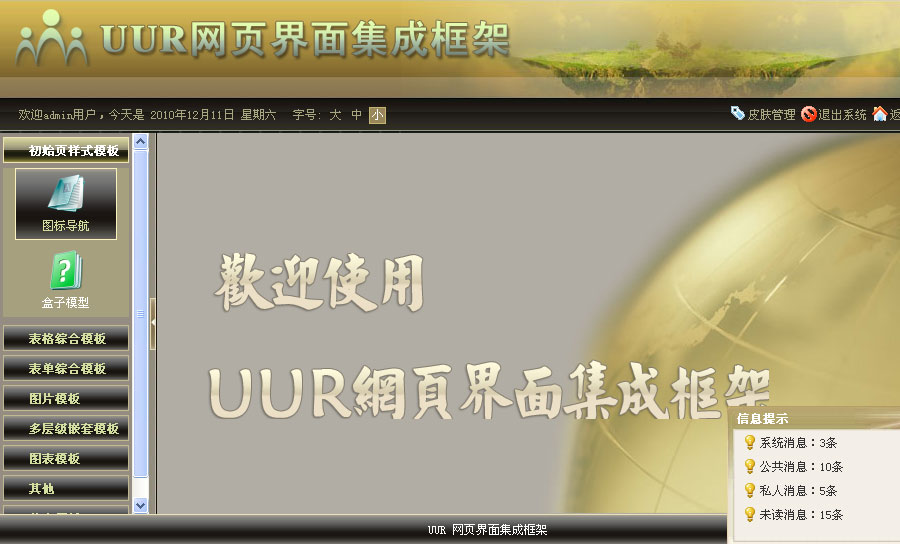 UUR网页界面集成框架
欢迎admin用户，今天是 2010年12月11日 星期六 字号: 大 中 小
皮肤管理 退出系统 返
初始页样式模板
图标导航
盒子模型
表格综合模板
表单综合模板
图片模板
多层级嵌套模板
图表模板
其他
歡迎使用
UUR網頁界面集成框架
信息提示
系统消息：3条
公共消息：10条
私人消息：5条
未读消息：15条
UUR 网页界面集成框架